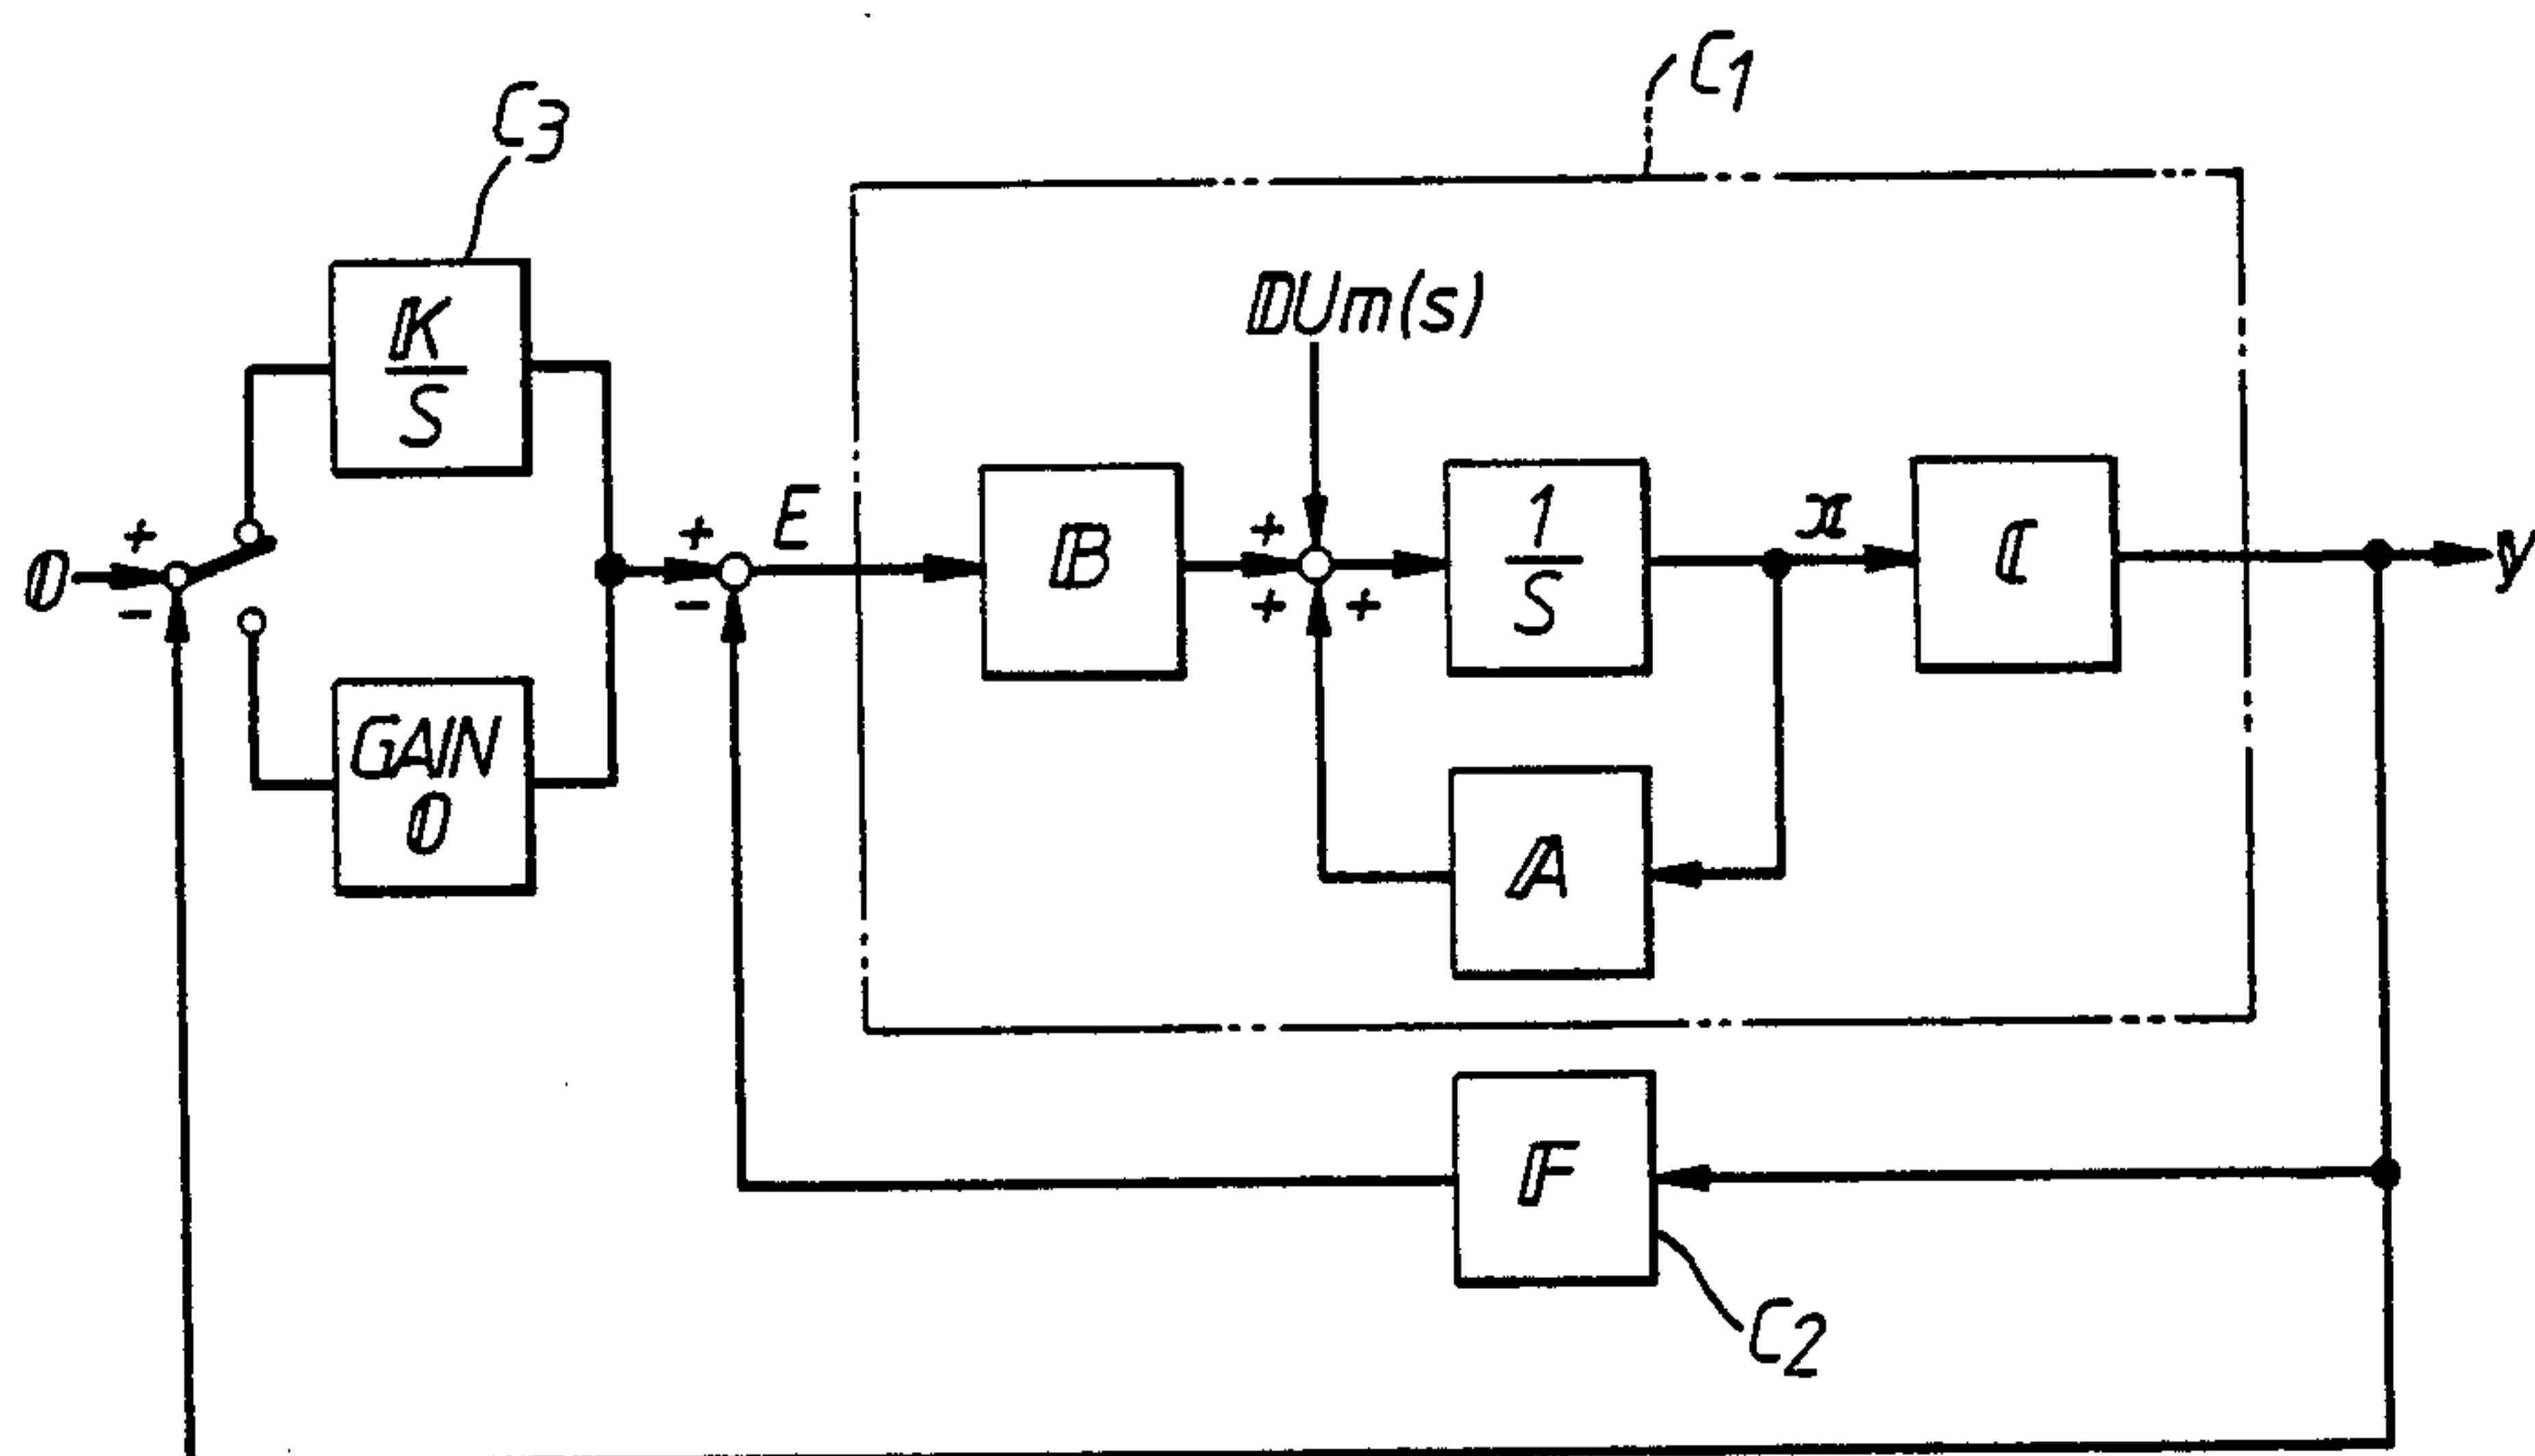 C1
C3
K
S
DUm(s)
+
0
-
+
-
E
B
+
+
+
1
S
x
C
y
GAIN
0
A
F
C2